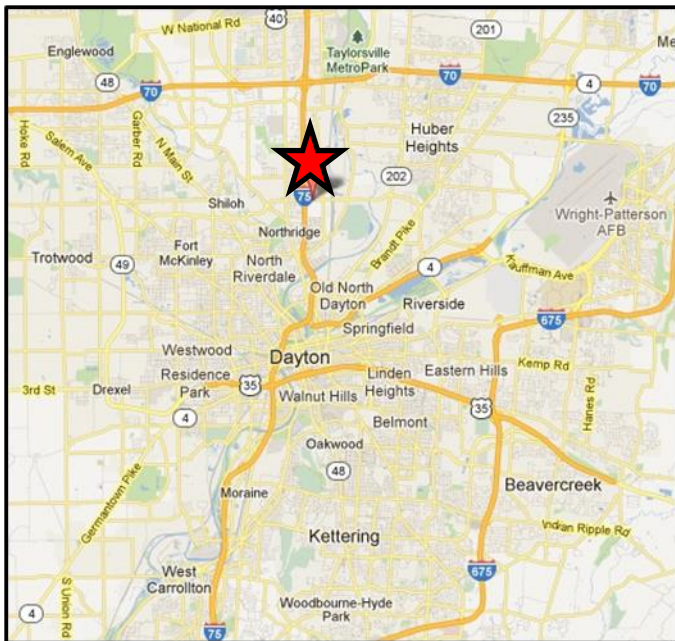 W National Rd
40
201
Englewood
Taylorsville
MetroPark
Me
48
70
70
4
70
Hoke Rd
Salem Ave
Garber Rd
N Main St
235
Huber
Heights
202
75
Shiloh
Wright-Patterson
AFB
Northridge
Brandt Pike
Trotwood
Fort
McKinley
North
Riverdale
49
4
Kauffman Ave
Old North
Dayton
Riverside
Springfield
675
Westwood
Dayton
Residence
Park
Linden
Heights
Eastern Hills
Kemp Rd
3rd St
Drexel
35
Walnut Hills
35
Hanes Rd
4
Belmont
Oakwood
48
Germantown Pike
Moraine
Beavercreek
Kettering
Indian Ripple Rd
West
Carrollton
675
S Union Rd
4
75
Woodbourne-Hyde
Park